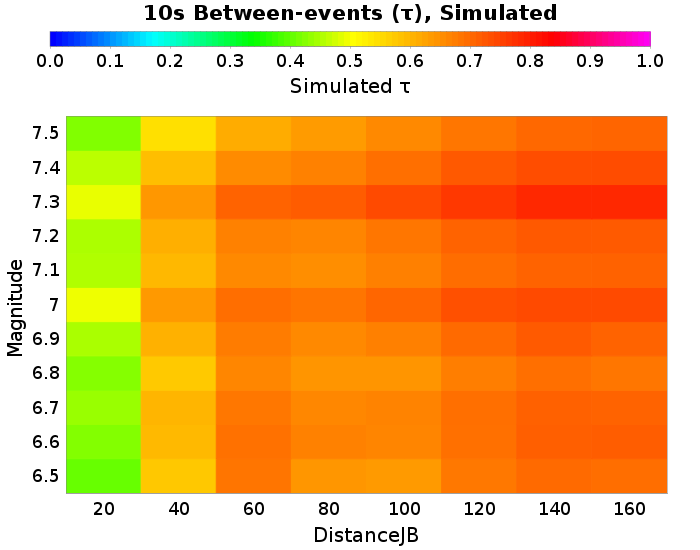 10s Between-events (τ), Simulated
0.0 0.1 0.2 0.3 0.4 0.5 0.6 0.7 0.8 0.9 1.0
Simulated τ
Magnitude
7.5
7.4
7.3
7.2
7.1
7
6.9
6.8
6.7
6.6
6.5
20 40 60 80 100 120 140 160
DistanceJB